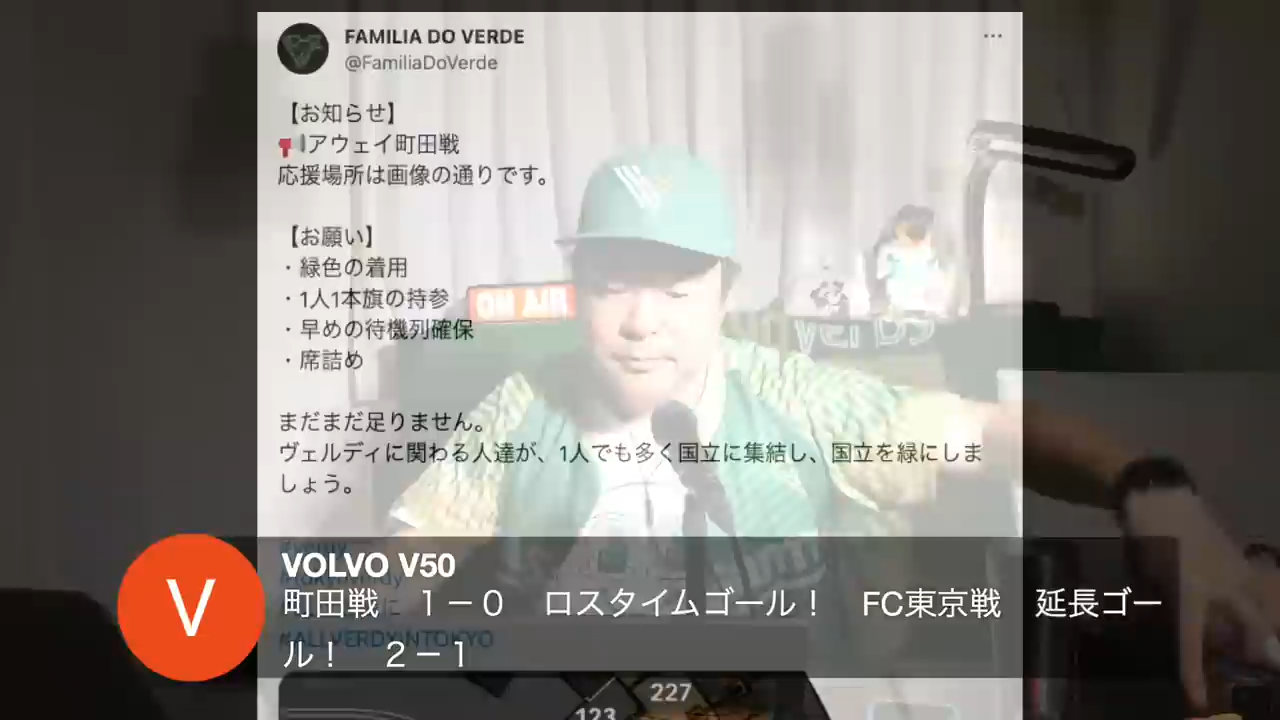 FAMILIA DO VERDE
@FamiliaDoVerde
【お知らせ】
アウェイ町田戦
応援場所は画像の通りです。
【お願い】
・緑色の着用
・1人1本旗の持参
・早めの待機列確保
・席詰め
ON AIR
まだまだ足りません。
ヴェルディに関わる人達が、1人でも多く国立に集結し、国立を緑にしま
しょう。
V
VOLVO V50
町田戦　１－０　ロスタイムゴール！　FC東京戦　延長ゴー
ル！　２－１
#ALLVERDYINTOKYO
227
123